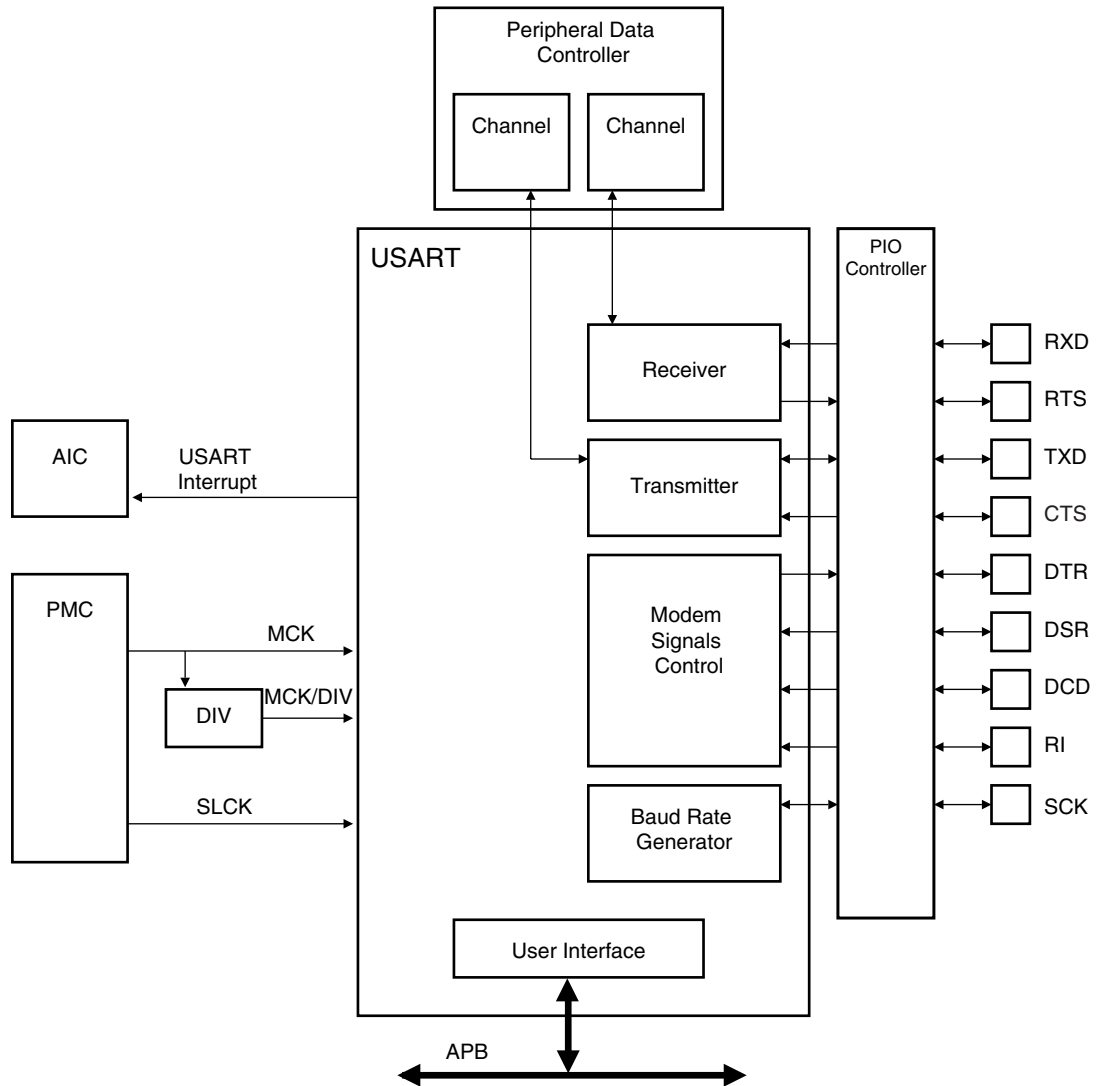 Peripheral Data
Controller
Channel
Channel
USART
PIO
Controller
Receiver
RXD
RTS
AIC
USART
Interrupt
Transmitter
TXD
CTS
PMC
MCK
DIV
MCK/DIV
SLCK
Modem
Signals
Control
DTR
DSR
DCD
RI
Baud Rate
Generator
SCK
User Interface
APB